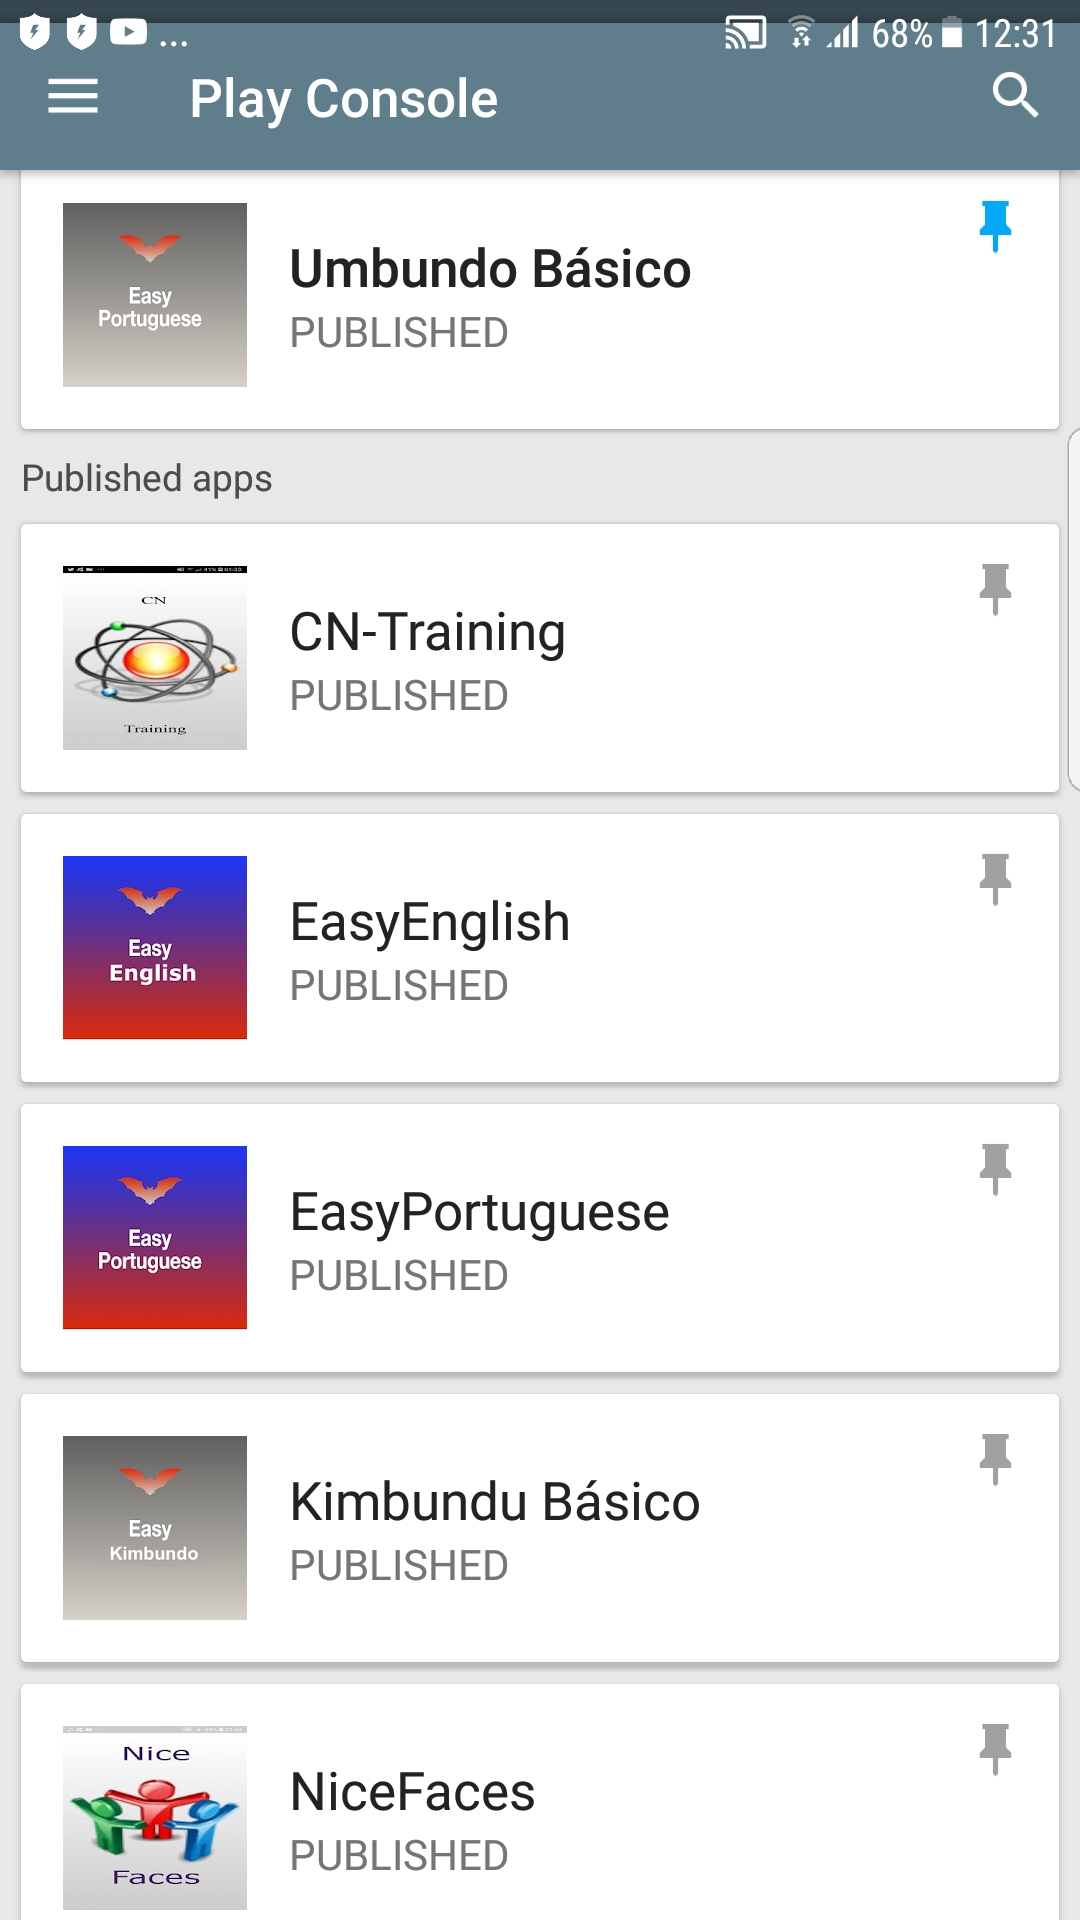 ... 68% 12:31
Play Console
Easy
Portuguese
Umbundo Básico
PUBLISHED
Published apps
CN
Training
CN-Training
PUBLISHED
Easy
English
EasyEnglish
PUBLISHED
Easy
Portuguese
EasyPortuguese
PUBLISHED
Easy
Kimbundo
Kimbundu Básico
PUBLISHED
Nice
Faces
NiceFaces
PUBLISHED